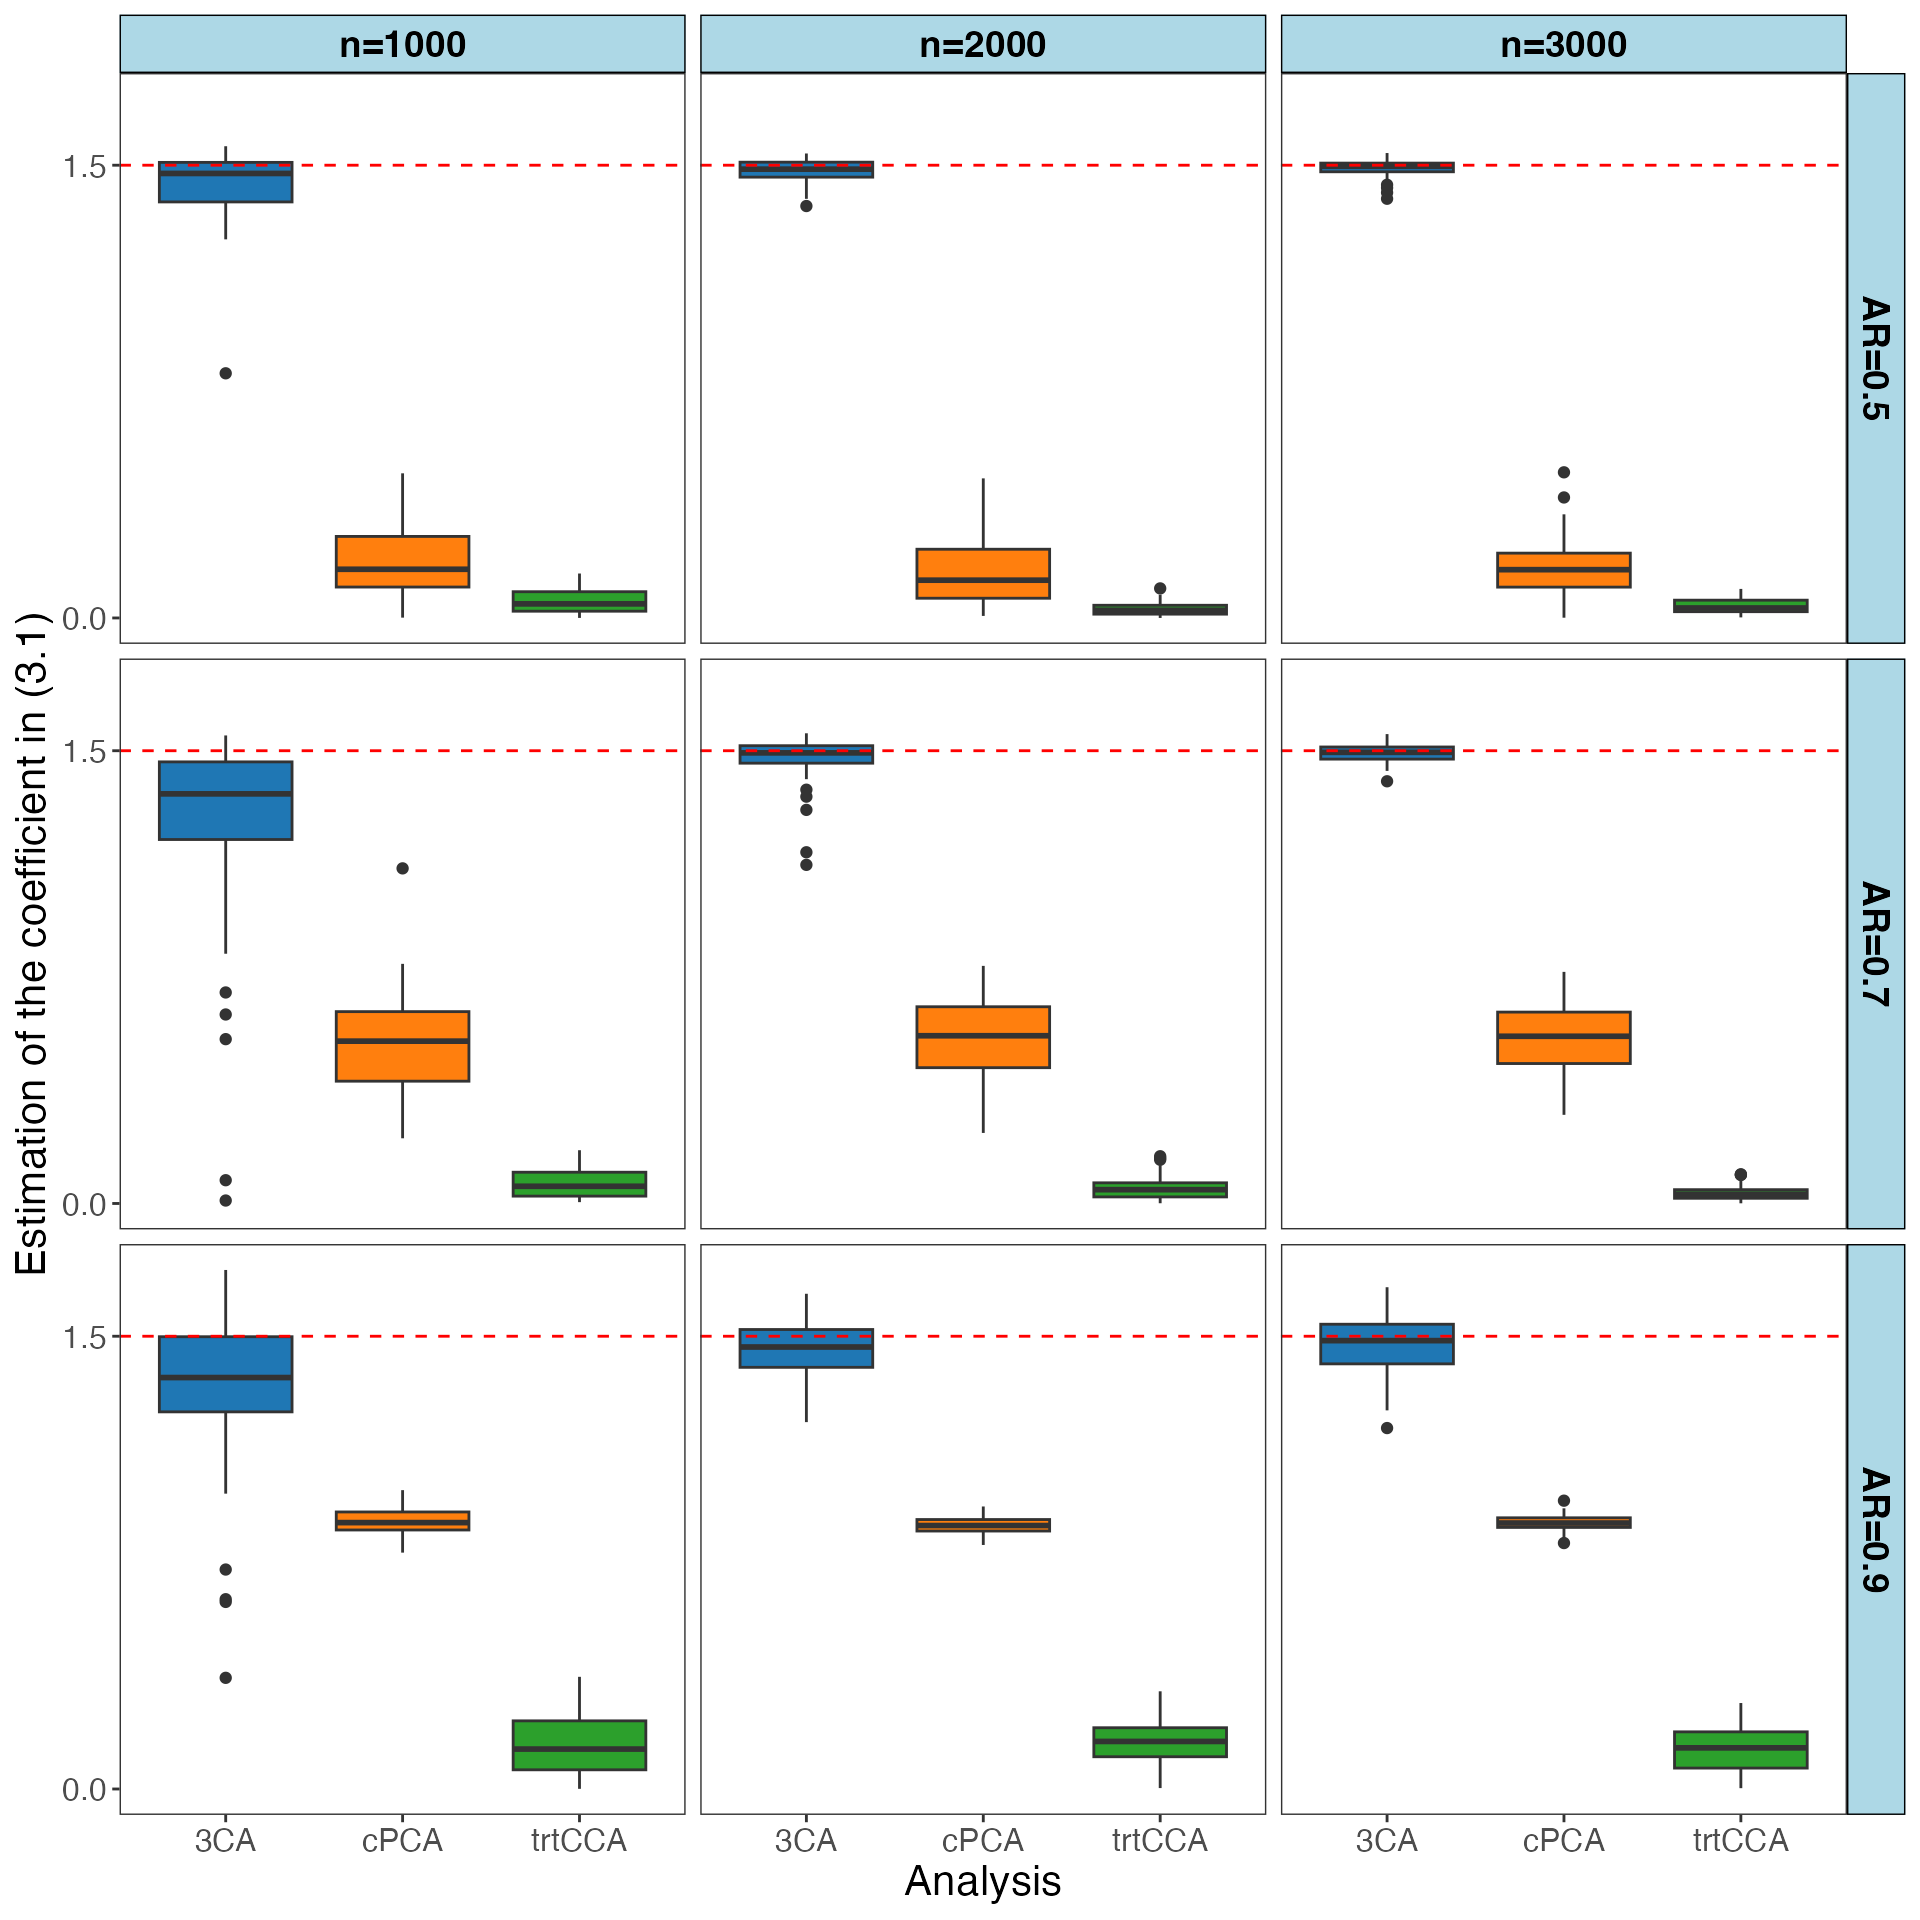 n=1000
n=2000
n=3000
AR=0.5
AR=0.7
AR=0.9
Estimation of the coefficient in (3.1)
1.5
0.0
1.5
0.0
1.5
0.0
3CA cPCA trtCCA
3CA cPCA trtCCA
3CA cPCA trtCCA
Analysis